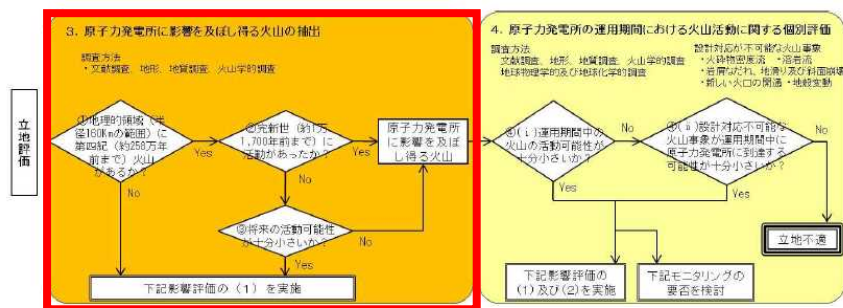 立地評価
3．原子力発電所に影響を及ぼし得る火山の抽出
調査方法
・文献調査、地形、地質調査、火山学的調査
①地理的領域（半
径160Kmの範囲）に
第四紀（約258万年
前まで）火山
があるか？
Yes
No
②完新世（約1万
1,700年前まで）に
活動があったか？
Yes
No
原子力発電所
に影響を及ぼ
し得る火山
③将来の活動可能性
が十分小さいか？
No
Yes
下記影響評価の（1）を実施
4．原子力発電所の運用期間における火山活動に関する個別評価
調査方法
文献調査、地形、地質調査、火山学的調査
地球物理学的及び地球化学的調査
設計対応が不可能な火山事象
・火砕物密度流　・溶岩流
・岩屑なだれ、地滑り及び斜面崩壊
・新しい火口の開通　・地殻変動
④(ⅰ)運用期間中の
火山の活動可能性が
十分小さいか？
No
Yes
④(ⅱ)設計対応不可能な
火山事象が運用期間中に
原子力発電所に到達する
可能性が十分小さいか？
No
Yes
立地不適
下記影響評価の
(1)及び(2)を実施
下記モニタリングの
要否を検討